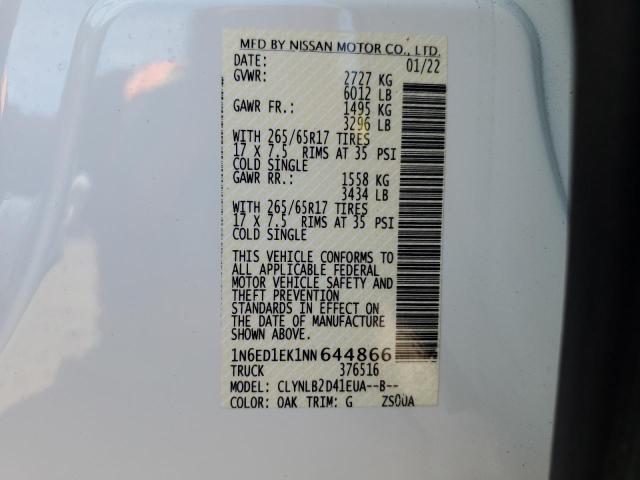 MFD BY NISSAN MOTOR CO., LTD.
DATE: 01/22
GVWR: 2727 KG
6012 LB
GAWR FR.: 1495 KG
3296 LB
WITH 265/65R17 TIRES
17 X 7.5 RIMS AT 35 PSI
COLD SINGLE
GAWR RR.: 1558 KG
3434 LB
WITH 265/65R17 TIRES
17 X 7.5 RIMS AT 35 PSI
COLD SINGLE
THIS VEHICLE CONFORMS TO
ALL APPLICABLE FEDERAL
MOTOR VEHICLE SAFETY AND
THEFT PREVENTION
STANDARDS IN EFFECT ON
THE DATE OF MANUFACTURE
SHOWN ABOVE.
1N6ED1EK1NN644866
TRUCK 376516
MODEL: CLYNLB2D41EUA--B--
COLOR: QAK TRIM: G ZS0UA